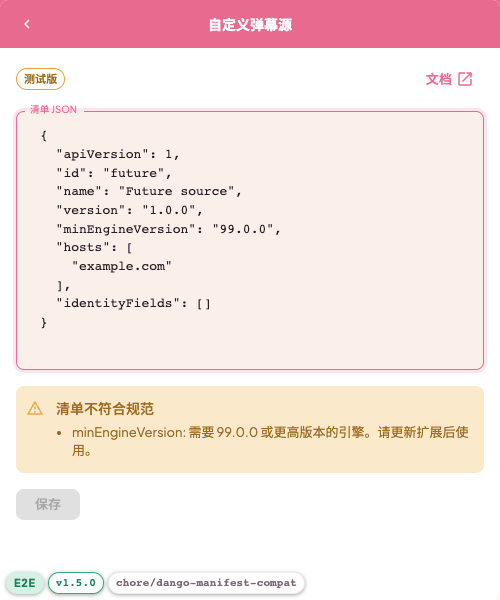 自定义弹幕源
测试版 文档
清单 JSON
{
  "apiVersion": 1,
  "id": "future",
  "name": "Future source",
  "version": "1.0.0",
  "minEngineVersion": "99.0.0",
  "hosts": [
    "example.com"
  ],
  "identityFields": []
}
清单不符合规范
• minEngineVersion: 需要 99.0.0 或更高版本的引擎。请更新扩展后使
用。
保存
E2E v1.5.0 chore/dango-manifest-compat